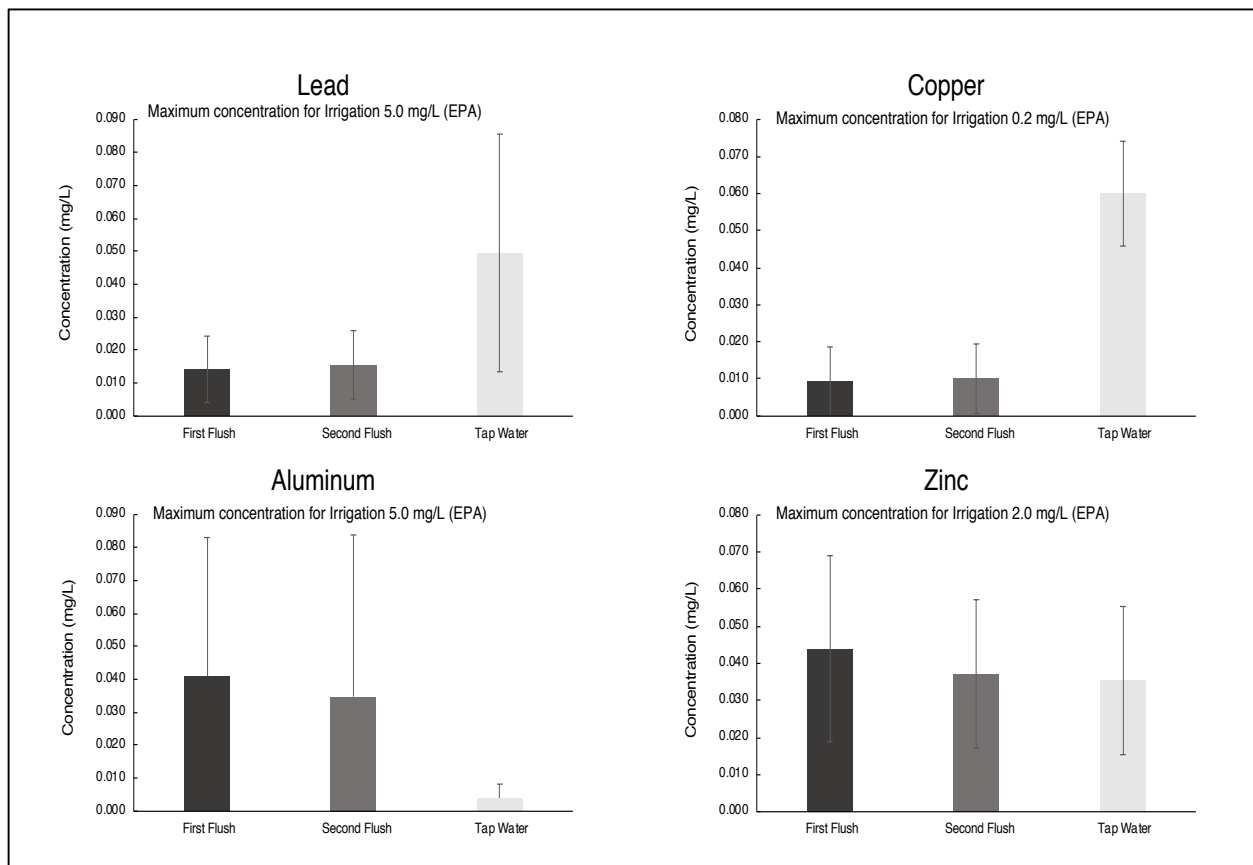 Lead
Maximum concentration for Irrigation 5.0 mg/L (EPA)
Concentration (mg/L)
0.090
0.080
0.070
0.060
0.050
0.040
0.030
0.020
0.010
0.000
First Flush Second Flush Tap Water
Copper
Maximum concentration for Irrigation 0.2 mg/L (EPA)
Concentration (mg/L)
0.080
0.070
0.060
0.050
0.040
0.030
0.020
0.010
0.000
First Flush Second Flush Tap Water
Aluminum
Maximum concentration for Irrigation 5.0 mg/L (EPA)
Concentration (mg/L)
0.090
0.080
0.070
0.060
0.050
0.040
0.030
0.020
0.010
0.000
First Flush Second Flush Tap Water
Zinc
Maximum concentration for Irrigation 2.0 mg/L (EPA)
Concentration (mg/L)
0.080
0.070
0.060
0.050
0.040
0.030
0.020
0.010
0.000
First Flush Second Flush Tap Water